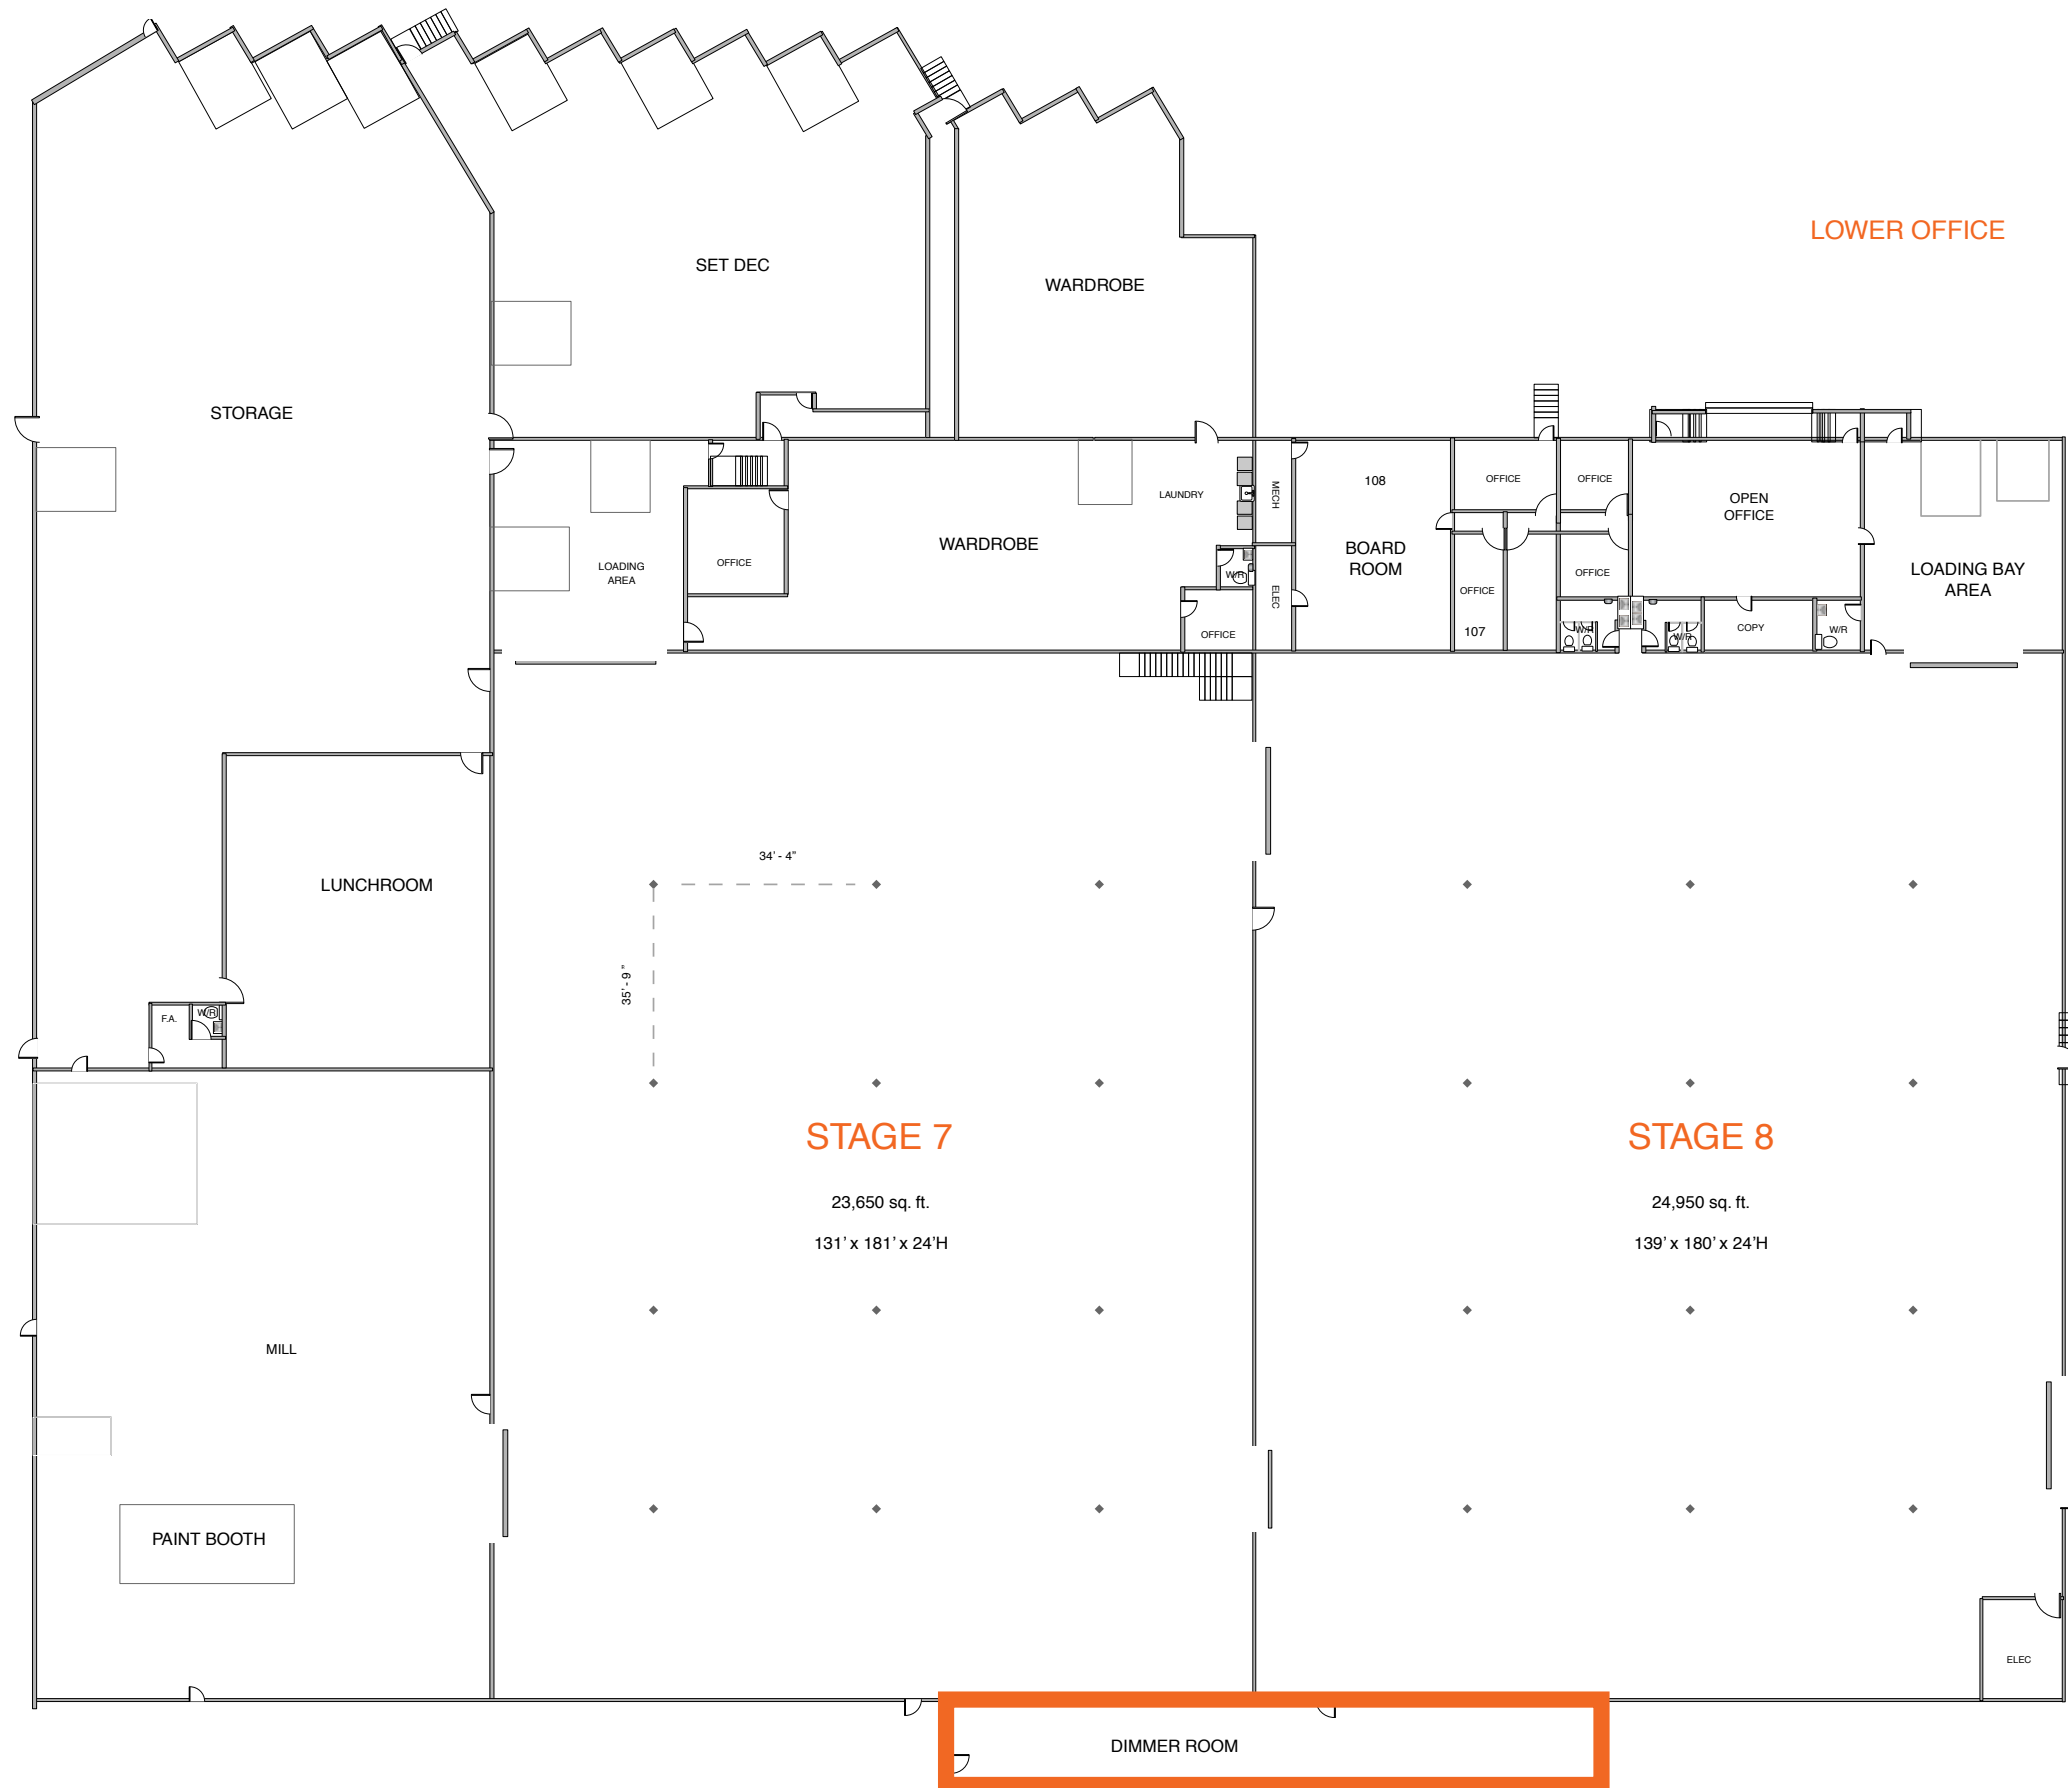 LOWER OFFICE
SET DEC
WARDROBE
STORAGE
108
OFFICE
OFFICE
MECH
LAUNDRY
OPEN
OFFICE
WARDROBE
BOARD
ROOM
OFFICE
LOADING
AREA
OFFICE
LOADING BAY
AREA
W/R
ELEC
OFFICE
107
OFFICE
W/R
W/R
COPY
W/R
34' - 4"
LUNCHROOM
35' - 9 "
F.A.
W/R
STAGE 7
STAGE 8
23,650 sq. ft.
24,950 sq. ft.
131' x 181' x 24'H
139' x 180' x 24'H
MILL
PAINT BOOTH
ELEC
DIMMER ROOM